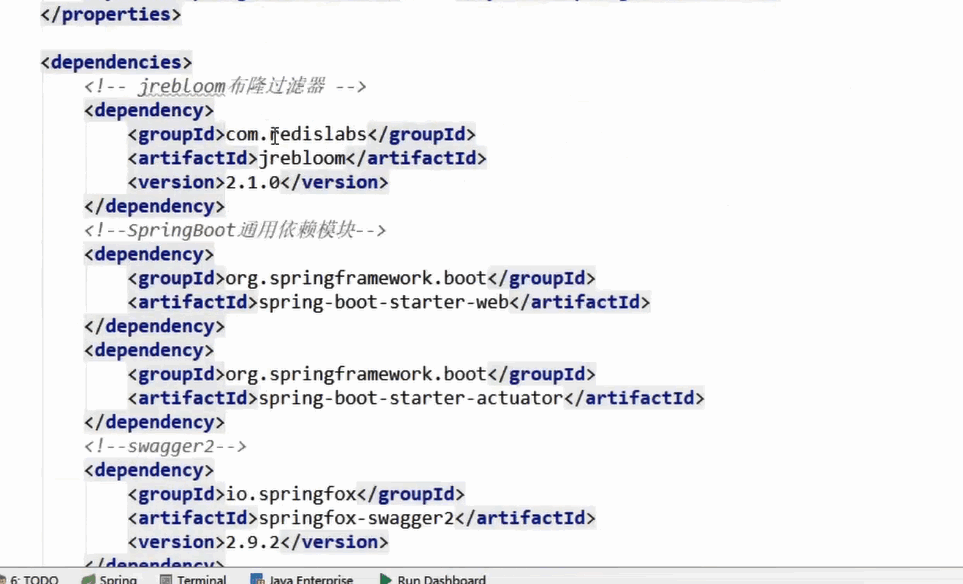 </properties>
<dependencies>
<!-- jrebloom布隆过滤器 -->
<dependency>
<groupId>com.redislabs</groupId>
<artifactId>jrebloom</artifactId>
<version>2.1.0</version>
</dependency>
<!--SpringBoot通用依赖模块-->
<dependency>
<groupId>org.springframework.boot</groupId>
<artifactId>spring-boot-starter-web</artifactId>
</dependency>
<dependency>
<groupId>org.springframework.boot</groupId>
<artifactId>spring-boot-starter-actuator</artifactId>
</dependency>
<!--swagger2-->
<dependency>
<groupId>io.springfox</groupId>
<artifactId>springfox-swagger2</artifactId>
<version>2.9.2</version>
</dependency>
6: TODO Spring Terminal Java Enterprise Run Dashboard